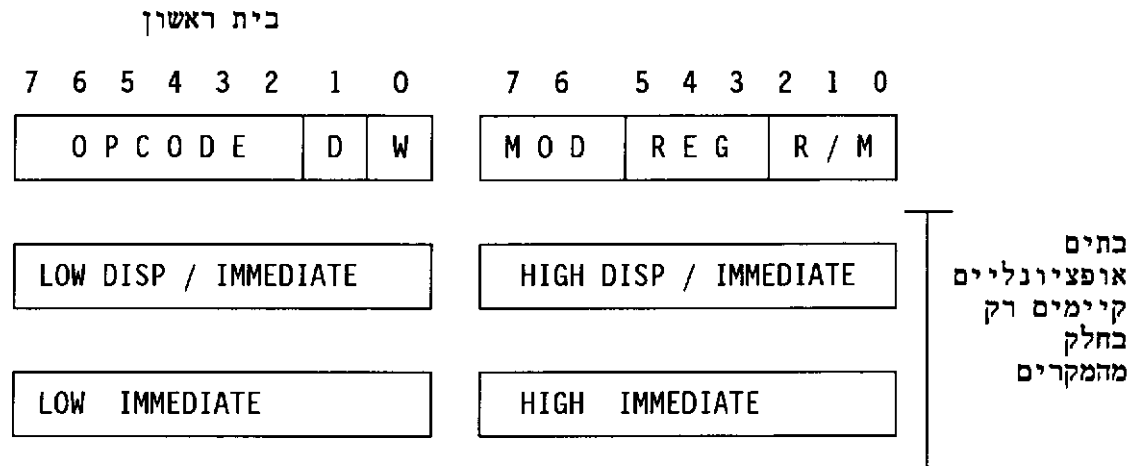 בית ראשון
7 6 5 4 3 2 1 0 7 6 5 4 3 2 1 0
OPCODE D W MOD REG R/M
LOW DISP / IMMEDIATE HIGH DISP / IMMEDIATE
LOW IMMEDIATE HIGH IMMEDIATE
בתים
אופציונליים
קיימים רק
בחלק
מהמקרים